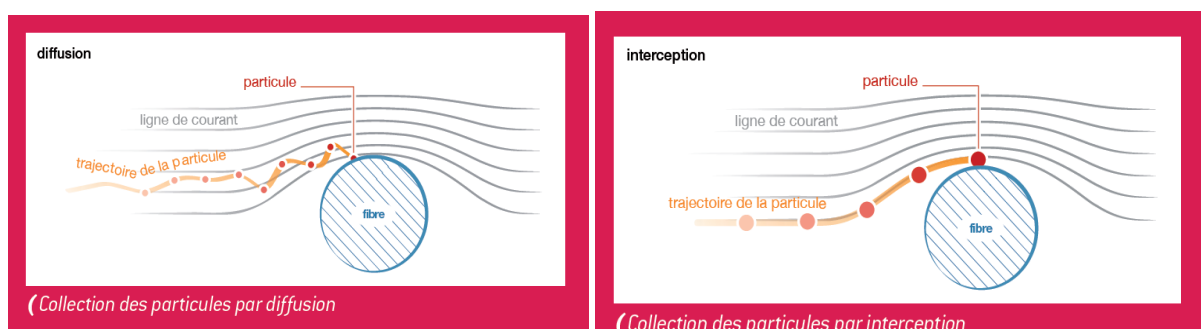 diffusion
particule
ligne de courant
trajectoire de la particule
fibre
( Collection des particules par diffusion
interception
particule
ligne de courant
trajectoire de la particule
fibre
( Collection des particules par interception